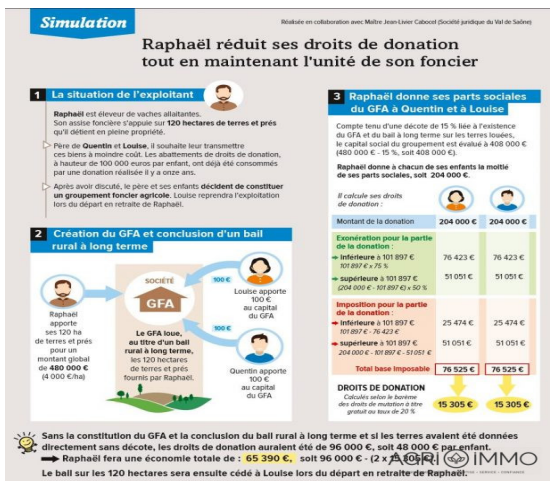 Simulation
Réalisée en collaboration avec Maître Jean-Livier Cabocel (Société juridique du Val de Saône)
Raphaël réduit ses droits de donation
tout en maintenant l'unité de son foncier
1 La situation de l'exploitant
Raphaël est éleveur de vaches allaitantes.
Son assise foncière s'appuie sur 120 hectares de terres et prés
qu'il détient en pleine propriété.
Père de Quentin et Louise, il souhaite leur transmettre
ces biens à moindre coût. Les abattements de droits de donation,
à hauteur de 100 000 euros par enfant, ont déjà été consommés
par une donation réalisée il y a onze ans.
Après avoir discuté, le père et ses enfants décident de constituer
un groupement foncier agricole. Louise reprendra l'exploitation
lors du départ en retraite de Raphaël.
2 Création du GFA et conclusion d'un bail
rural à long terme
Raphaël
apporte
ses 120 ha
de terres et prés
pour un
montant global
de 480 000 €
(4 000 €/ha)
SOCIÉTÉ
GFA
Le GFA loue,
au titre d'un bail
rural à long terme,
les 120 hectares
de terres et prés
fournis par Raphaël.
100 €
Louise apporte
100 €
au capital
du GFA
100 €
Quentin apporte
100 €
au capital
du GFA
3 Raphaël donne ses parts sociales
du GFA à Quentin et à Louise
Compte tenu d'une décote de 15 % liée à l'existence
du GFA et du bail à long terme sur les terres louées,
le capital social du groupement est évalué à 408 000 €
(480 000 € - 15 %, soit 408 000 €).
Raphaël donne à chacun de ses enfants la moitié
de ses parts sociales, soit 204 000 €.
Il calcule ses droits
de donation :
Montant de la donation 204 000 € 204 000 €
Exonération pour la partie
de la donation :
inférieure à 101 897 € 76 423 € 76 423 €
101 897 € x 75 %
supérieure à 101 897 € 51 051 € 51 051 €
(204 000 € - 101 897 €) x 50 %
Imposition pour la partie
de la donation :
inférieure à 101 897 € 25 474 € 25 474 €
101 897 € - 76 423 €
supérieure à 101 897 € 51 051 € 51 051 €
204 000 € - 101 897 € - 51 051 €
Total base imposable 76 525 € 76 525 €
DROITS DE DONATION
Calculés selon le barème
des droits de mutation à titre
gratuit au taux de 20 %
15 305 € 15 305 €
Sans la constitution du GFA et la conclusion du bail rural à long terme et si les terres avaient été données
directement sans décote, les droits de donation auraient été de 96 000 €, soit 48 000 € par enfant.
Raphaël fera une économie totale de : 65 390 €, soit 96 000 € - (2 x 15 305 €).
AGRI IMMO
Le bail sur les 120 hectares sera ensuite cédé à Louise lors du départ en retraite de Raphaël.